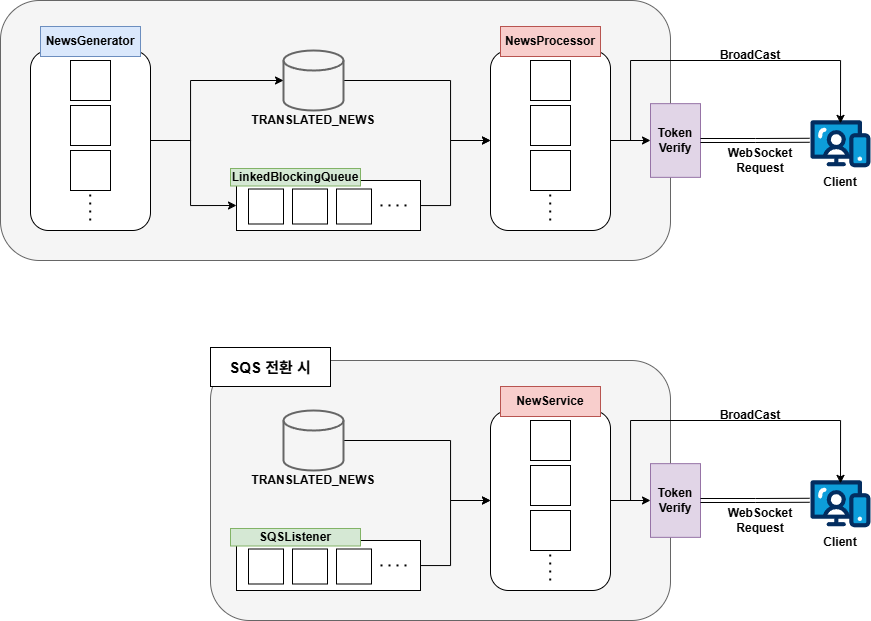 NewsGenerator
TRANSLATED_NEWS
LinkedBlockingQueue
NewsProcessor
BroadCast
Token
Verify
WebSocket
Request
Client
SQS 전환 시
TRANSLATED_NEWS
SQSListener
NewService
BroadCast
Token
Verify
WebSocket
Request
Client